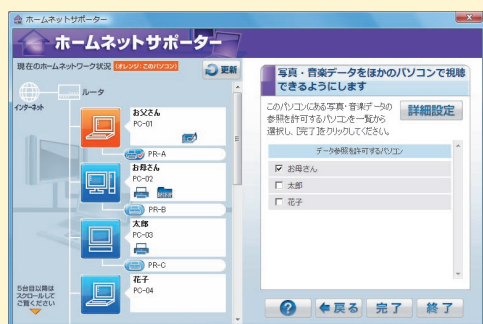 ホームネットサポーター
ホームネットサポーター
現在のホームネットワーク状況 [オレンジ:このパソコン]
更新
インターネット
ルータ
お父さん
PC-01
PR-A
お母さん
PC-02
PR-B
太郎
PC-03
PR-C
花子
PC-04
5台目以降は
スクロールして
ご覧ください
写真・音楽データをほかのパソコンで視聴
できるようにします
このパソコンにある写真・音楽データの
参照を許可するパソコンを一覧から
選択し、[完了]をクリックしてください。
詳細設定
データ参照を許可するパソコン
お母さん
太郎
花子
?
戻る
完了
終了